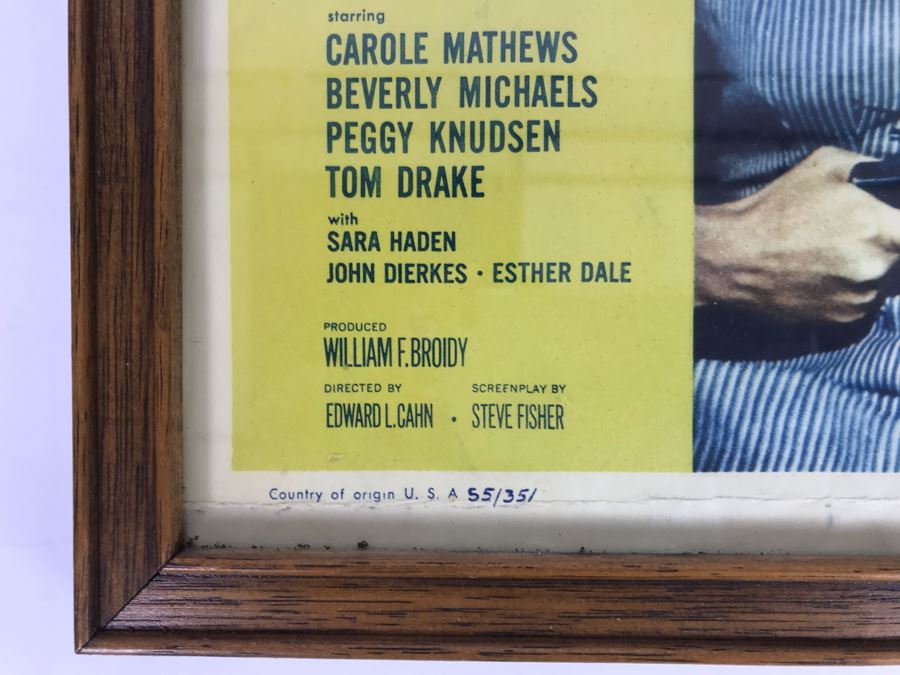 starring
CAROLE MATHEWS
BEVERLY MICHAELS
PEGGY KNUDSEN
TOM DRAKE
with
SARA HADEN
JOHN DIERKES · ESTHER DALE
PRODUCED
WILLIAM F. BROIDY
DIRECTED BY SCREENPLAY BY
EDWARD L. CAHN · STEVE FISHER
Country of origin U. S. A 55/351